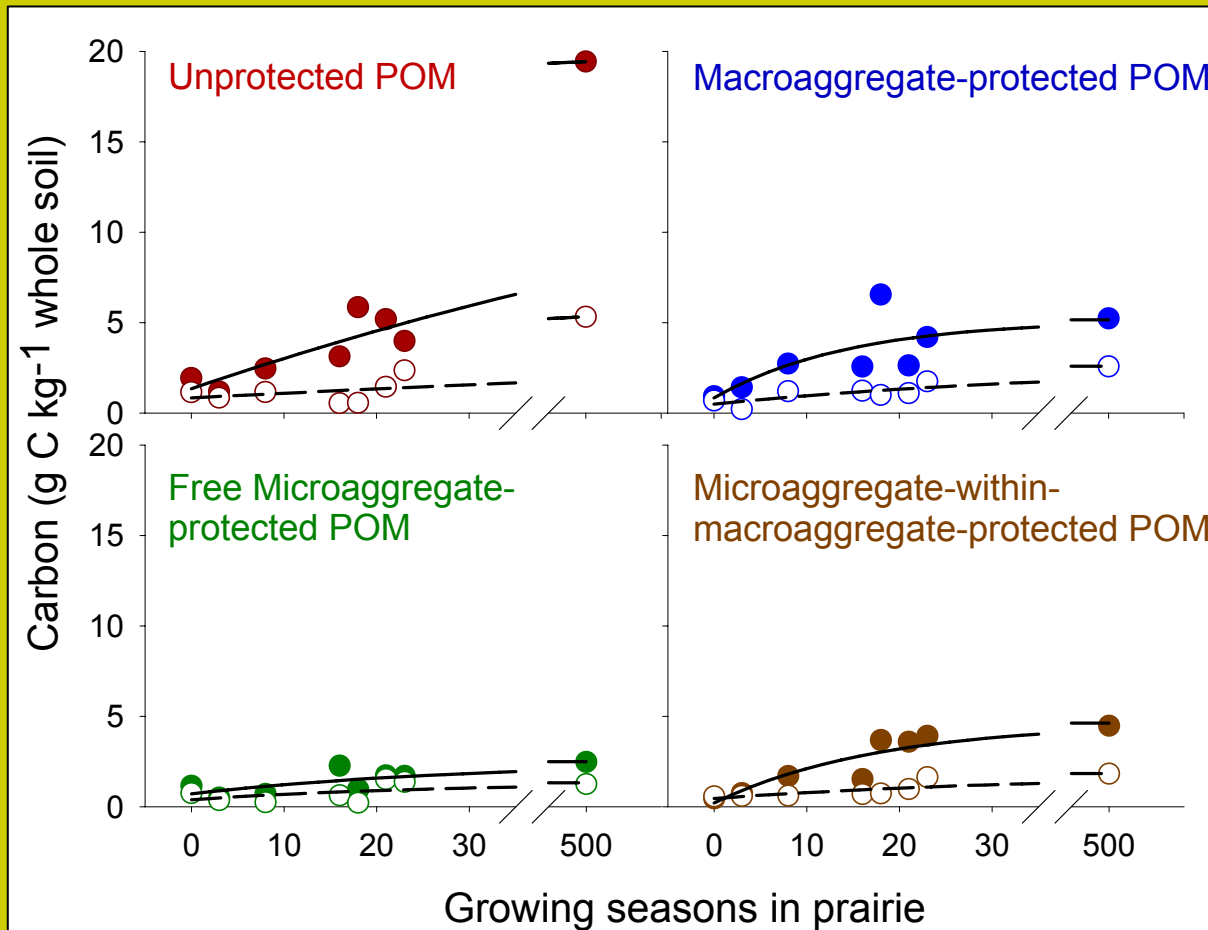 Carbon (g C kg-1 whole soil)
20
15
10
5
0
Unprotected POM
Macroaggregate-protected POM
20
15
10
5
0
Free Microaggregate-
protected POM
Microaggregate-within-
macroaggregate-protected POM
0 20 30 500
0 20 30 500
Growing seasons in prairie